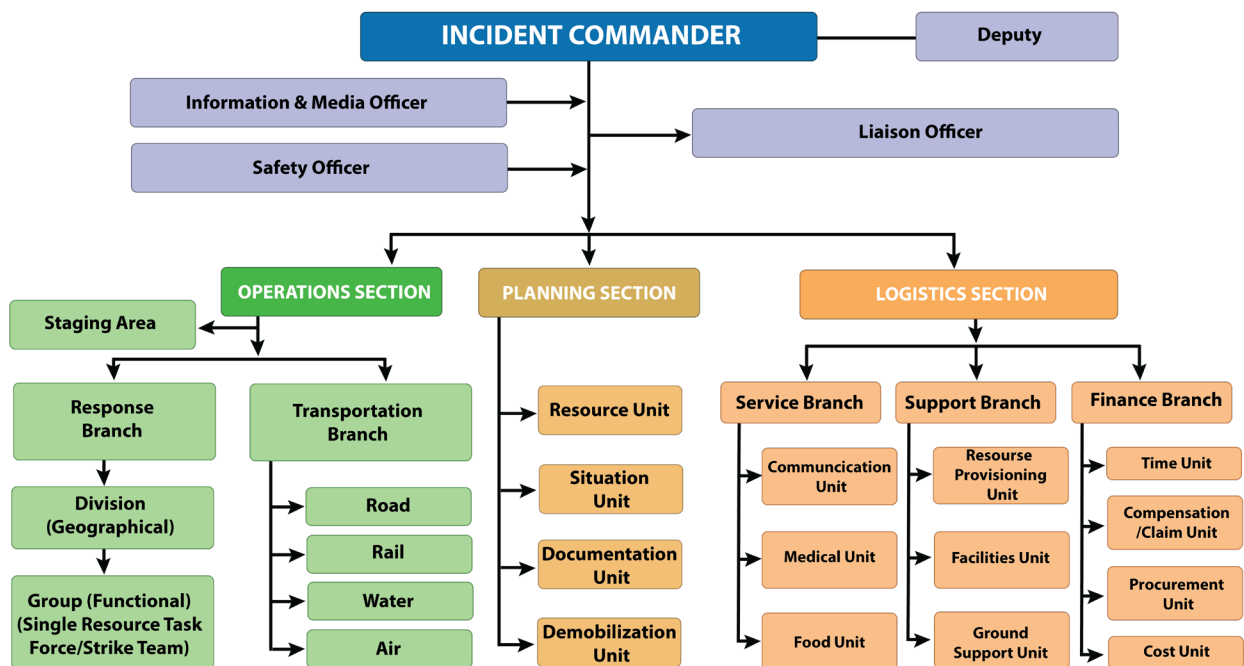 INCIDENT COMMANDER
Deputy
Information & Media Officer
Liaison Officer
Safety Officer
OPERATIONS SECTION
PLANNING SECTION
LOGISTICS SECTION
Staging Area
Response
Branch
Transportation
Branch
Division
(Geographical)
Group (Functional)
(Single Resource Task
Force/Strike Team)
Road
Rail
Water
Air
Resource Unit
Situation
Unit
Documentation
Unit
Demobilization
Unit
Service Branch
Communcication
Unit
Medical Unit
Food Unit
Support Branch
Resourse
Provisioning
Unit
Facilities Unit
Ground
Support Unit
Finance Branch
Time Unit
Compensation
/Claim Unit
Procurement
Unit
Cost Unit